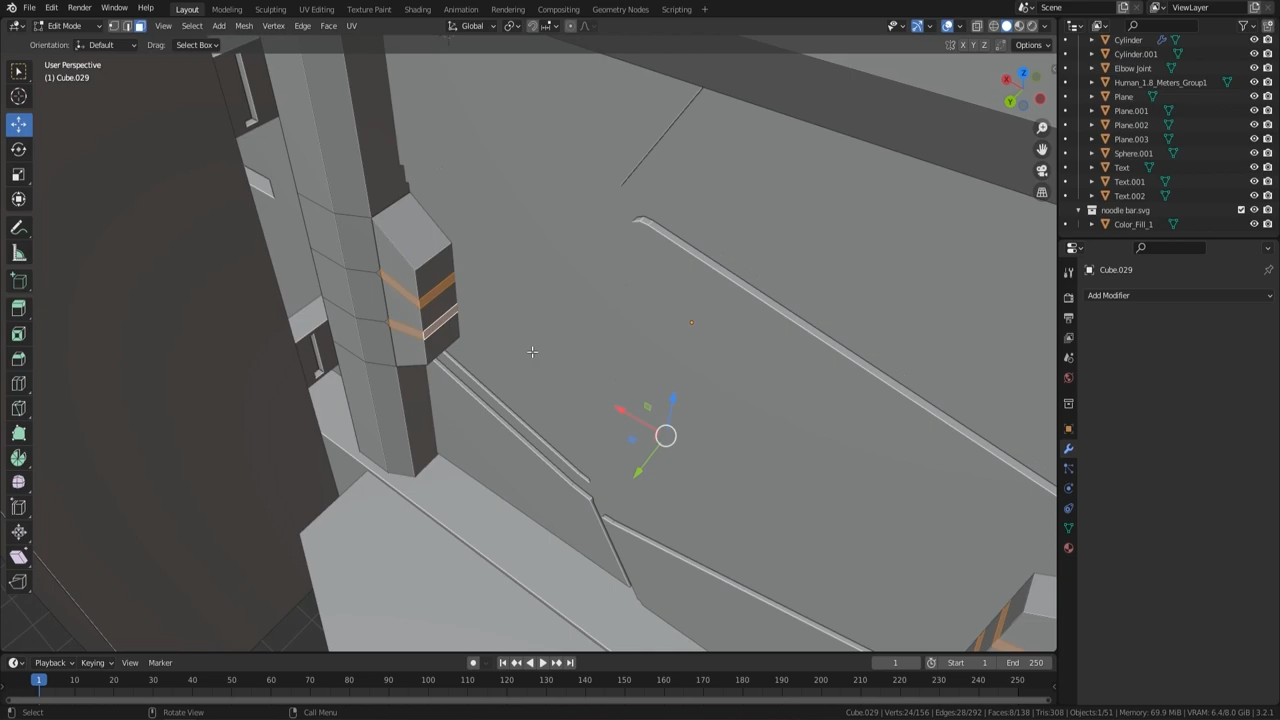 File Edit Render Window Help Layout Modeling Sculpting UV Editing Texture Paint Shading Animation Rendering Compositing Geometry Nodes Scripting + Scene ViewLayer
Edit Mode View Select Add Mesh Vertex Edge Face UV Global
Orientation: Default Drag: Select Box X Y Z Options
User Perspective
(1) Cube.029
Z
X
Y
Cylinder
Cylinder.001
Elbow Joint
Human_1.8_Meters_Group1
Plane
Plane.001
Plane.002
Plane.003
Sphere.001
Text
Text.001
Text.002
noodle bar.svg
Color_Fill_1
Cube.029
Add Modifier
Playback Keying View Marker 1 Start 1 End 250
1 10 20 30 40 50 60 70 80 90 100 110 120 130 140 150 160 170 180 190 200 210 220 230 240 250
Select Rotate View Call Menu Cube.029 | Verts:24/156 | Edges:28/292 | Faces:8/138 | Tris:308 | Objects:1/51 | Memory: 69.9 MiB | VRAM: 6.4/8.0 GiB | 3.2.1